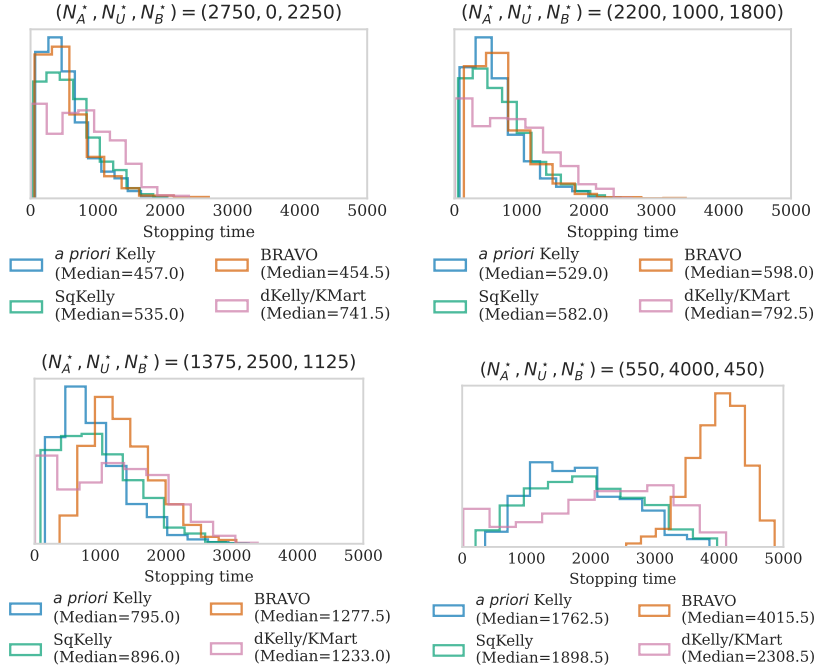 (N_A^⋆, N_U^⋆, N_B^⋆) = (2750, 0, 2250)
0 1000 2000 3000 4000 5000
Stopping time
a priori Kelly
(Median=457.0)
BRAVO
(Median=454.5)
SqKelly
(Median=535.0)
dKelly/KMart
(Median=741.5)
(N_A^⋆, N_U^⋆, N_B^⋆) = (2200, 1000, 1800)
0 1000 2000 3000 4000 5000
Stopping time
a priori Kelly
(Median=529.0)
BRAVO
(Median=598.0)
SqKelly
(Median=582.0)
dKelly/KMart
(Median=792.5)
(N_A^⋆, N_U^⋆, N_B^⋆) = (1375, 2500, 1125)
0 1000 2000 3000 4000 5000
Stopping time
a priori Kelly
(Median=795.0)
BRAVO
(Median=1277.5)
SqKelly
(Median=896.0)
dKelly/KMart
(Median=1233.0)
(N_A^⋆, N_U^⋆, N_B^⋆) = (550, 4000, 450)
0 1000 2000 3000 4000 5000
Stopping time
a priori Kelly
(Median=1762.5)
BRAVO
(Median=4015.5)
SqKelly
(Median=1898.5)
dKelly/KMart
(Median=2308.5)